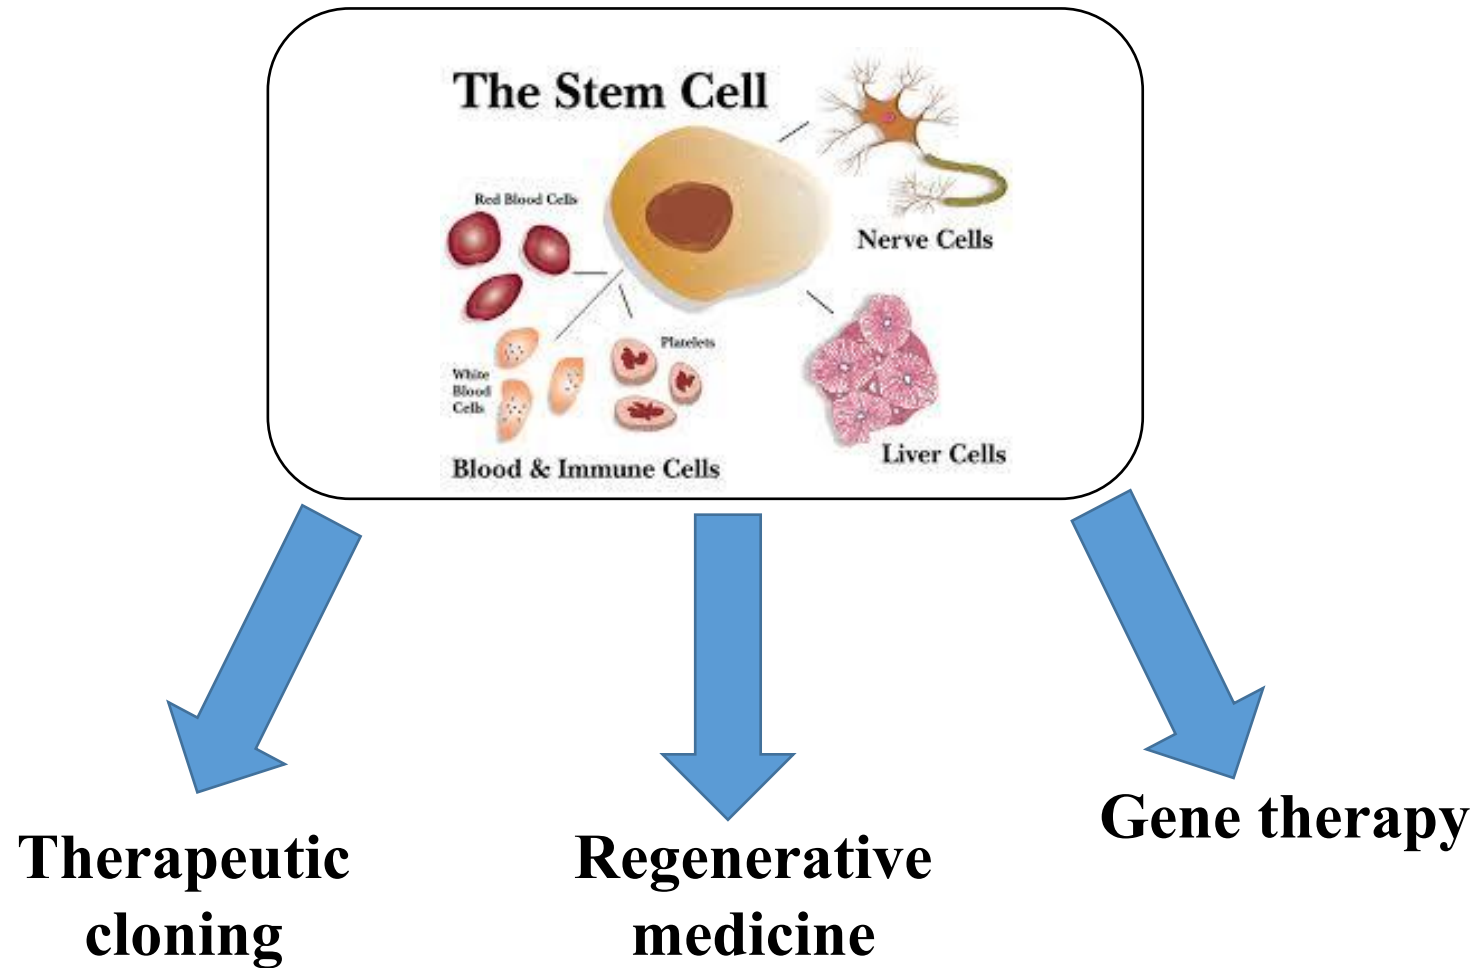 The Stem Cell
Red Blood Cells
Nerve Cells
Platelets
White
Blood
Cells
Liver Cells
Blood & Immune Cells
Therapeutic
cloning
Regenerative
medicine
Gene therapy